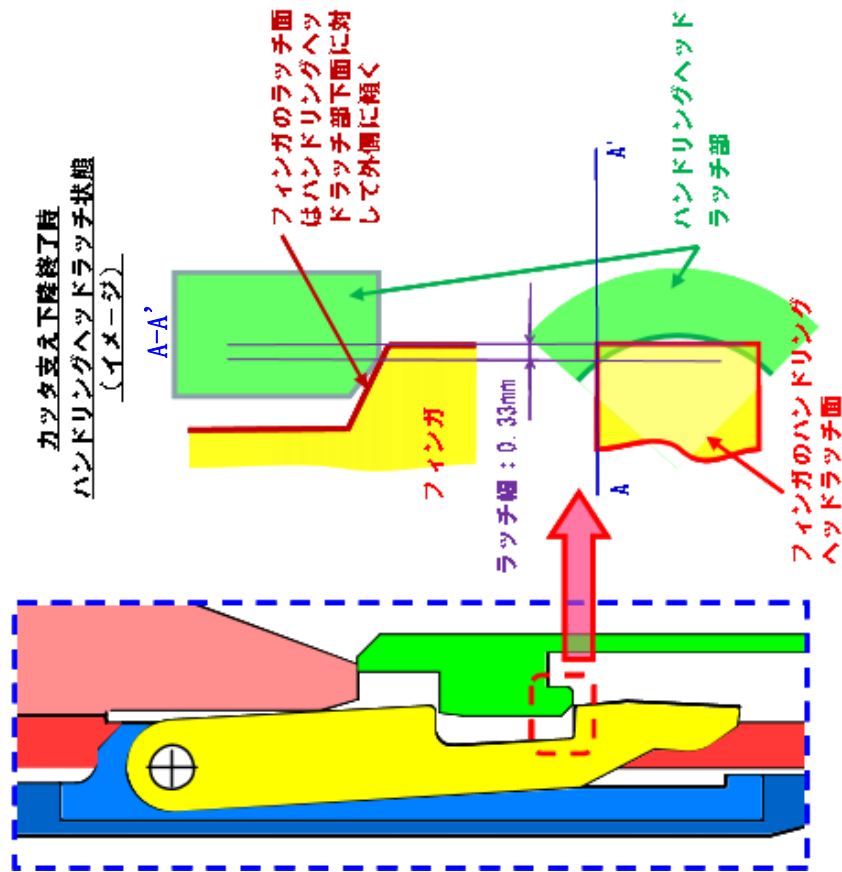 カッタ支え下降終了時
ハンドリングヘッドラッチ状態
（イメージ）
A-A’
フィンガのラッチ面
はハンドリングヘッ
ドラッチ部下面に対
して外側に傾く
フィンガ
ラッチ幅：0.33mm
A
A'
ハンドリングヘッド
ラッチ部
フィンガのハンドリング
ヘッドラッチ面